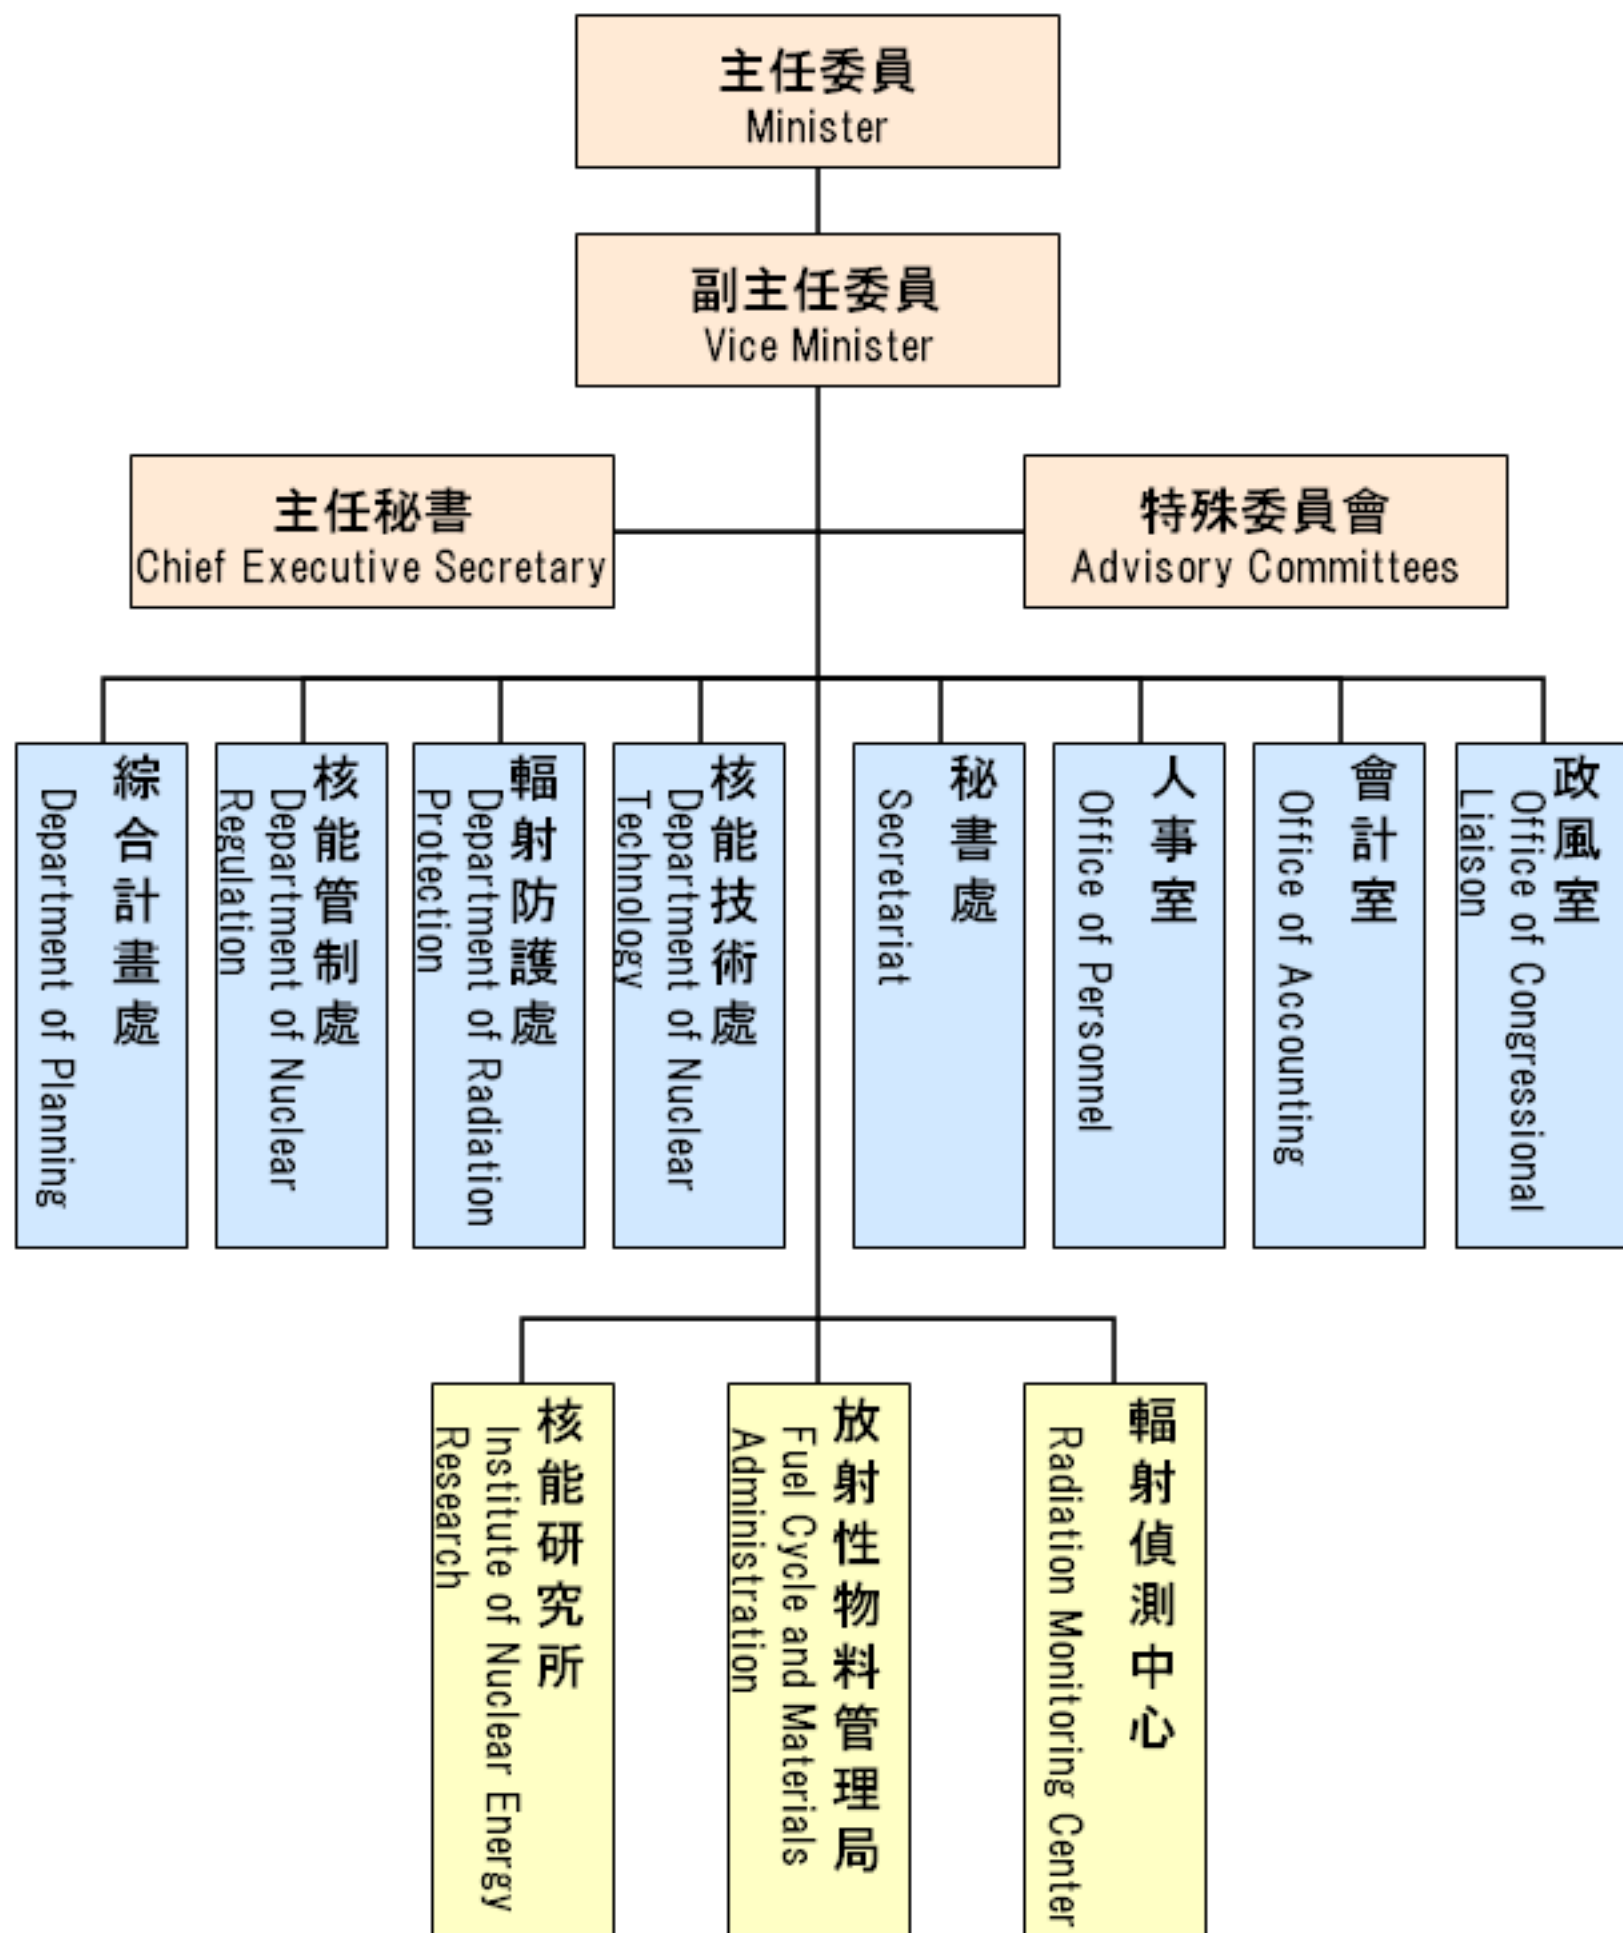 主任委員
Minister
副主任委員
Vice Minister
主任秘書
Chief Executive Secretary
特殊委員會
Advisory Committees
綜合計畫處
Department of Planning
核能管制處
Department of Nuclear
Regulation
輻射防護處
Department of Radiation
Protection
核能技術處
Department of Nuclear
Technology
秘書處
Secretariat
人事室
Office of Personnel
會計室
Office of Accounting
政風室
Office of Congressional
Liaison
核能研究所
Institute of Nuclear Energy
Research
放射性物料管理局
Fuel Cycle and Materials
Administration
輻射偵測中心
Radiation Monitoring Center